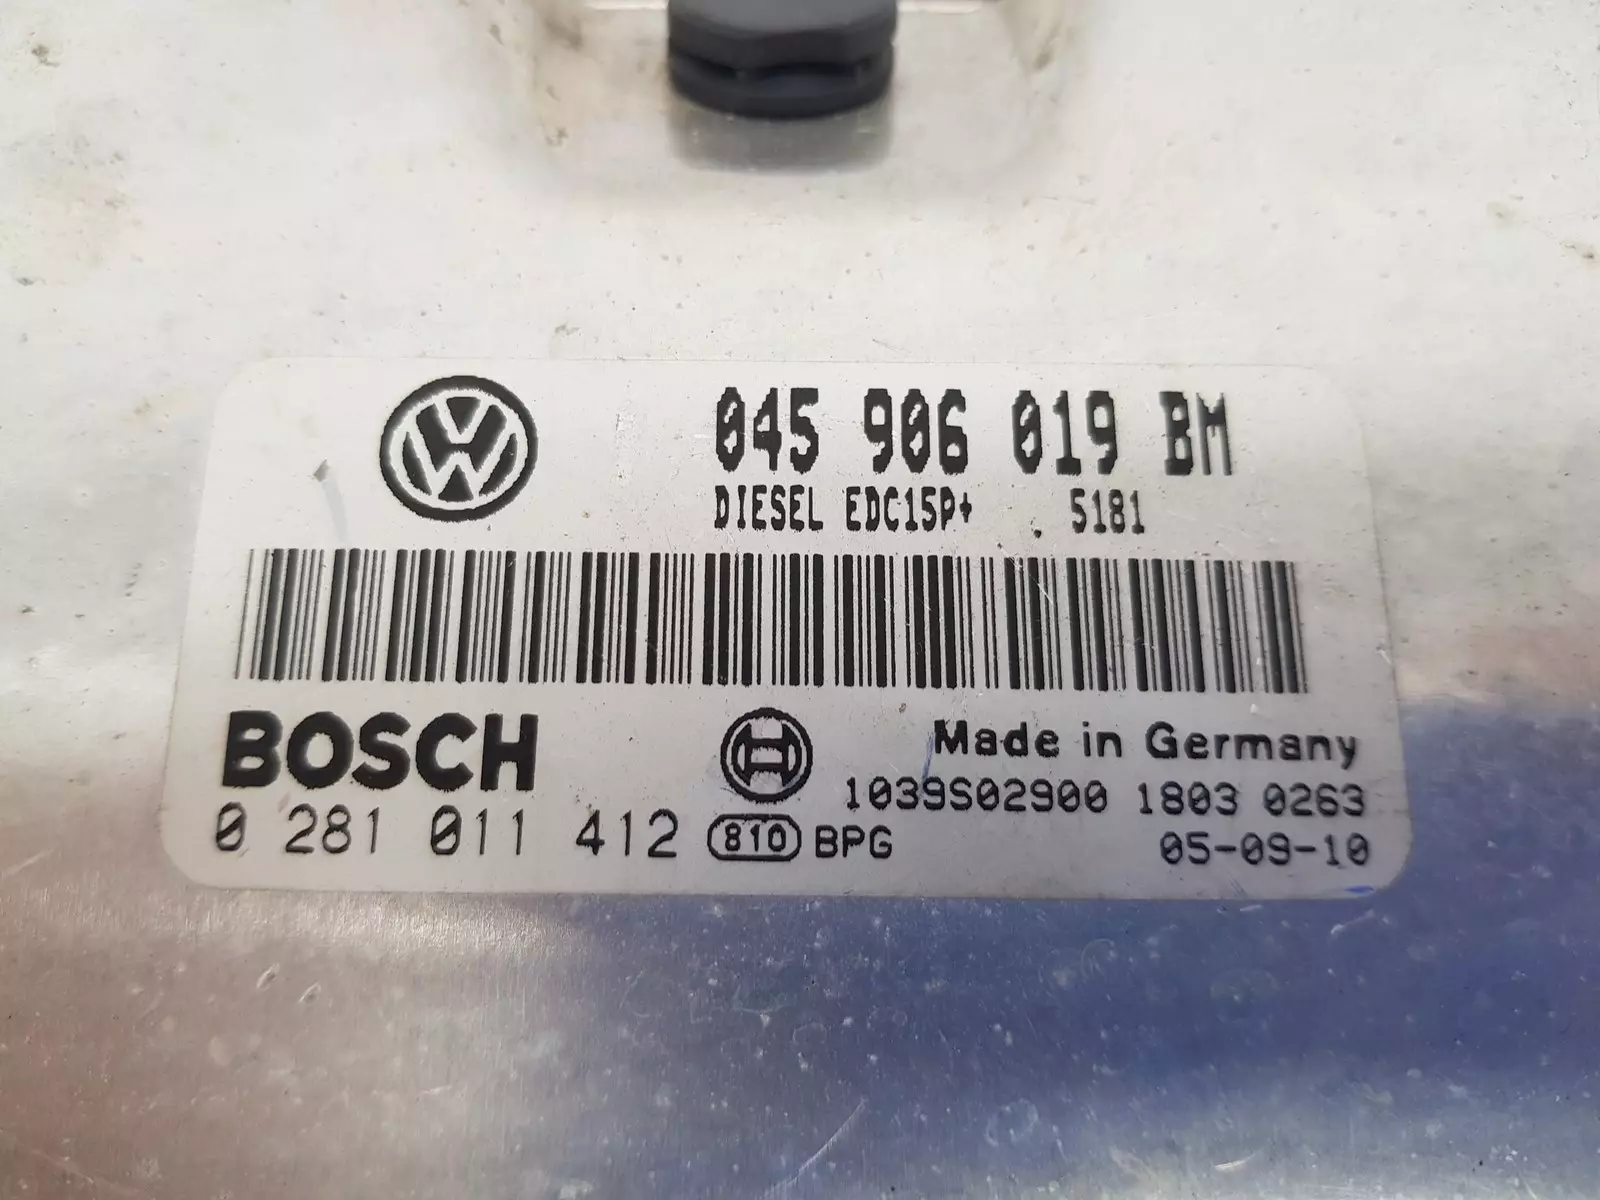 045 906 019 BM
DIESEL EDC15P+ 5181
BOSCH
Made in Germany
1039S02900 1803 0263
0 281 011 412 810 BPG
05-09-10